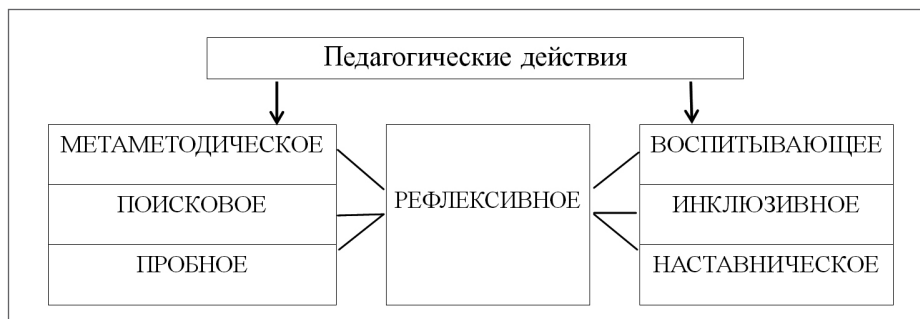 Педагогические действия
МЕТАМЕТОДИЧЕСКОЕ
ПОИСКОВОЕ
ПРОБНОЕ
РЕФЛЕКСИВНОЕ
ВОСПИТЫВАЮЩЕЕ
ИНКЛЮЗИВНОЕ
НАСТАВНИЧЕСКОЕ